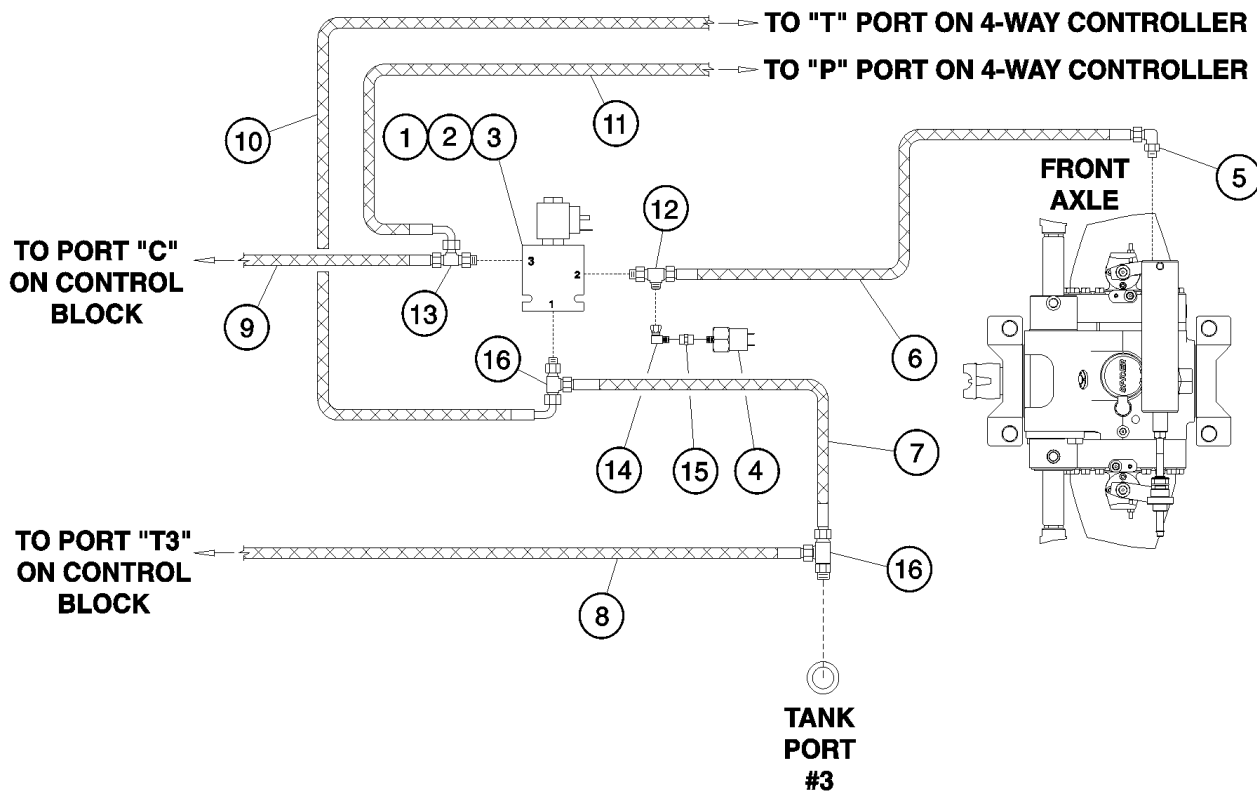 TO "T" PORT ON 4-WAY CONTROLLER
TO "P" PORT ON 4-WAY CONTROLLER
10
11
1 2 3
FRONT
AXLE
5
12
TO PORT "C"
ON CONTROL
BLOCK
3
2
1
9
13
6
SPICER
16
14
15
4
7
TO PORT "T3"
ON CONTROL
BLOCK
16
8
TANK
PORT
#3